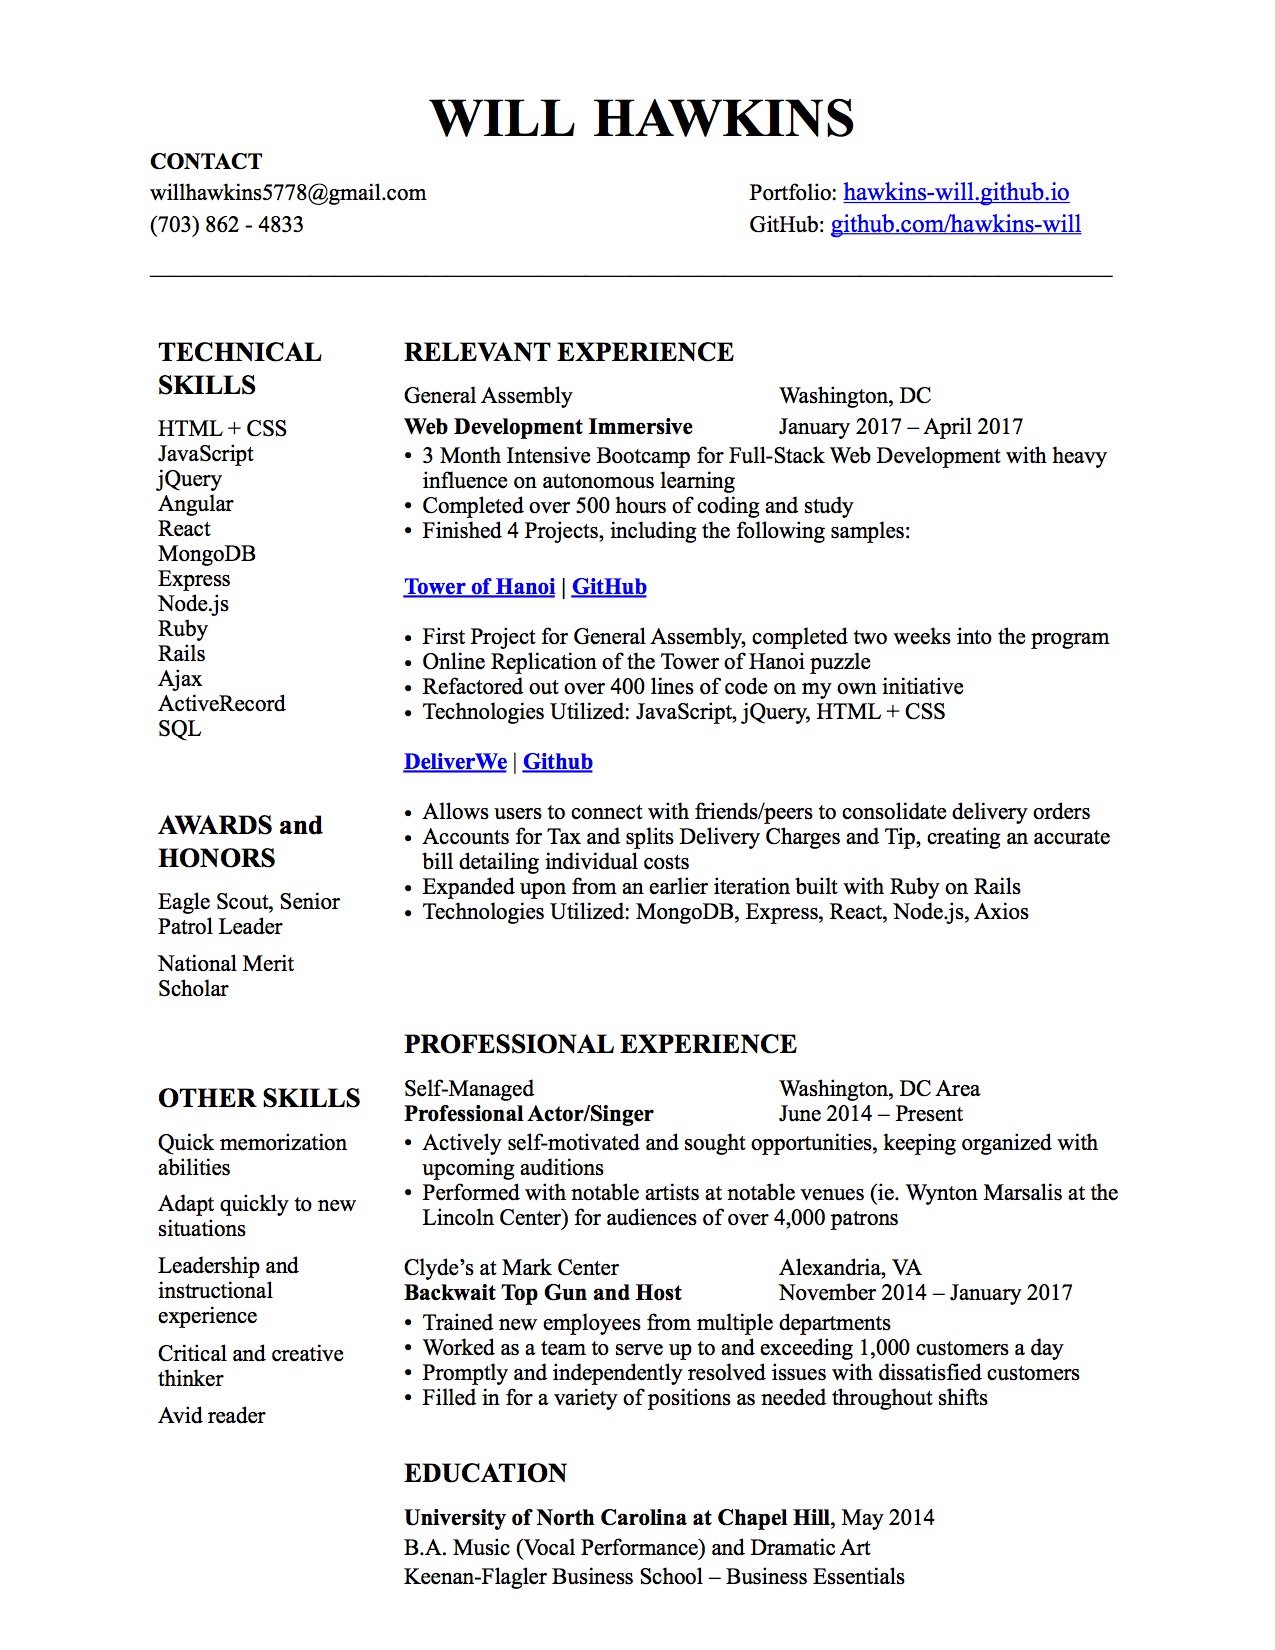 WILL HAWKINS
CONTACT
willhawkins5778@gmail.com
(703) 862 - 4833
Portfolio: hawkins-will.github.io
GitHub: github.com/hawkins-will
TECHNICAL
SKILLS
HTML + CSS
JavaScript
jQuery
Angular
React
MongoDB
Express
Node.js
Ruby
Rails
Ajax
ActiveRecord
SQL
AWARDS and
HONORS
Eagle Scout, Senior
Patrol Leader
National Merit
Scholar
OTHER SKILLS
Quick memorization
abilities
Adapt quickly to new
situations
Leadership and
instructional
experience
Critical and creative
thinker
Avid reader
RELEVANT EXPERIENCE
General Assembly Washington, DC
Web Development Immersive January 2017 – April 2017
• 3 Month Intensive Bootcamp for Full-Stack Web Development with heavy
influence on autonomous learning
• Completed over 500 hours of coding and study
• Finished 4 Projects, including the following samples:
Tower of Hanoi | GitHub
• First Project for General Assembly, completed two weeks into the program
• Online Replication of the Tower of Hanoi puzzle
• Refactored out over 400 lines of code on my own initiative
• Technologies Utilized: JavaScript, jQuery, HTML + CSS
DeliverWe | Github
• Allows users to connect with friends/peers to consolidate delivery orders
• Accounts for Tax and splits Delivery Charges and Tip, creating an accurate
bill detailing individual costs
• Expanded upon from an earlier iteration built with Ruby on Rails
• Technologies Utilized: MongoDB, Express, React, Node.js, Axios
PROFESSIONAL EXPERIENCE
Self-Managed Washington, DC Area
Professional Actor/Singer June 2014 – Present
• Actively self-motivated and sought opportunities, keeping organized with
upcoming auditions
• Performed with notable artists at notable venues (ie. Wynton Marsalis at the
Lincoln Center) for audiences of over 4,000 patrons
Clyde’s at Mark Center Alexandria, VA
Backwait Top Gun and Host November 2014 – January 2017
• Trained new employees from multiple departments
• Worked as a team to serve up to and exceeding 1,000 customers a day
• Promptly and independently resolved issues with dissatisfied customers
• Filled in for a variety of positions as needed throughout shifts
EDUCATION
University of North Carolina at Chapel Hill, May 2014
B.A. Music (Vocal Performance) and Dramatic Art
Keenan-Flagler Business School – Business Essentials